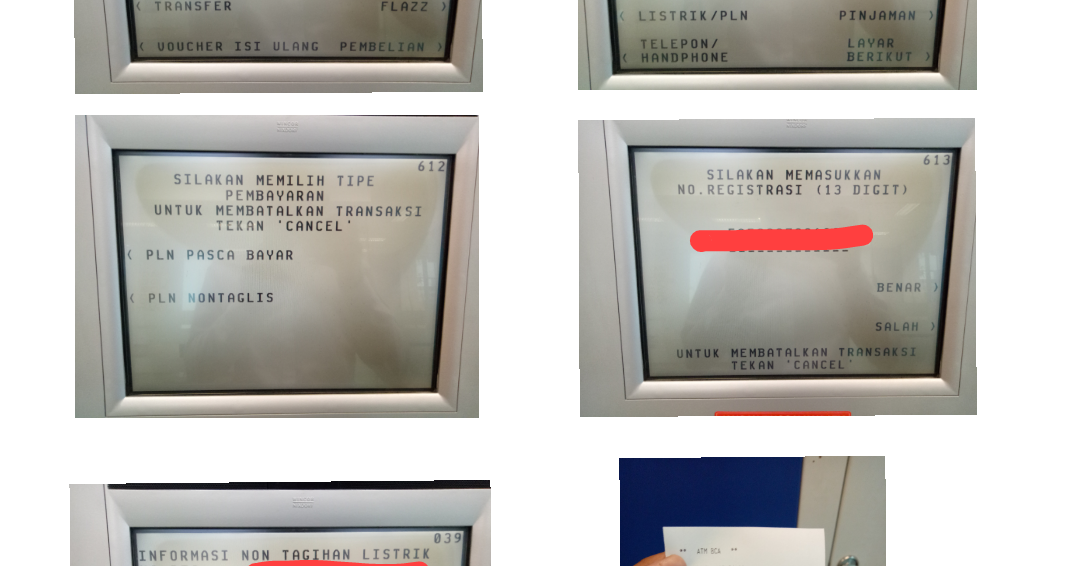 ‹ TRANSFER FLAZZ ›
‹ VOUCHER ISI ULANG PEMBELIAN ›
‹ LISTRIK/PLN PINJAMAN ›
TELEPON/ LAYAR
‹ HANDPHONE BERIKUT ›
612
SILAKAN MEMILIH TIPE
PEMBAYARAN
UNTUK MEMBATALKAN TRANSAKSI
TEKAN 'CANCEL'
‹ PLN PASCA BAYAR
‹ PLN NONTAGLIS
613
SILAKAN MEMASUKKAN
NO.REGISTRASI (13 DIGIT)
BENAR ›
SALAH ›
UNTUK MEMBATALKAN TRANSAKSI
TEKAN 'CANCEL'
039
INFORMASI NON TAGIHAN LISTRIK
** ATM BCA **